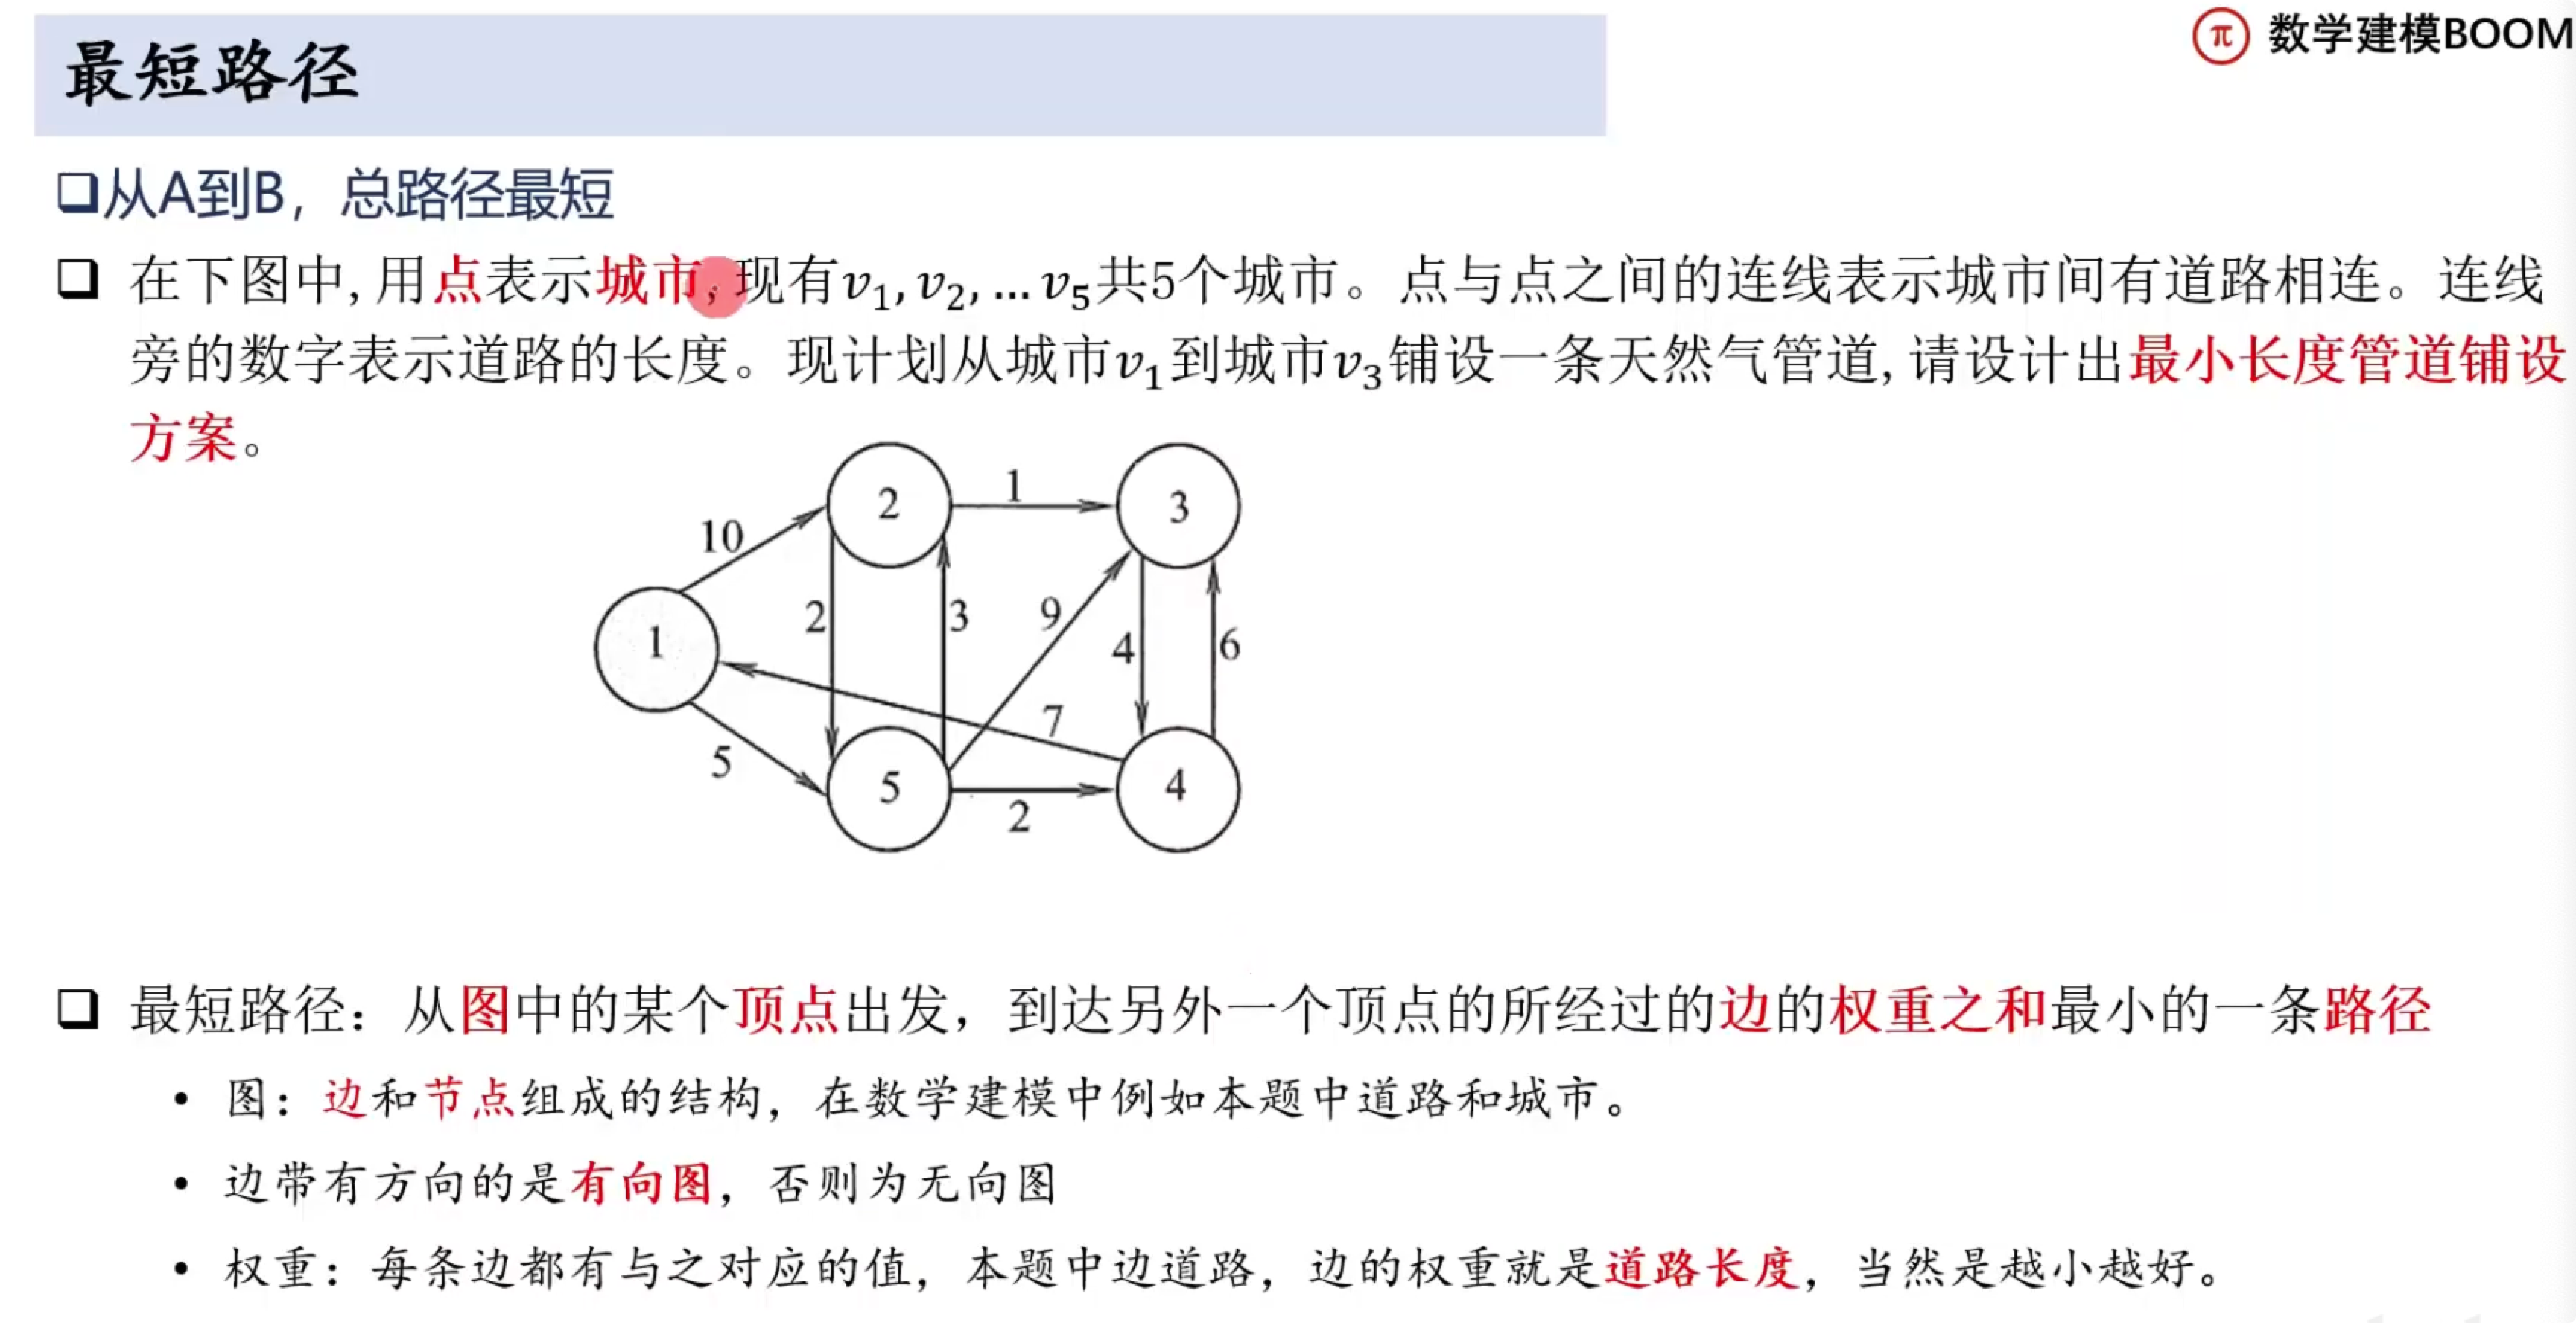 最短路径
π 数学建模BOOM
❑从A到B，总路径最短
❑ 在下图中,用点表示城市,现有v₁,v₂,…v₅共5个城市。点与点之间的连线表示城市间有道路相连。连线
旁的数字表示道路的长度。现计划从城市v₁到城市v₃铺设一条天然气管道,请设计出最小长度管道铺设
方案。
2
1
3
10
2
3
9
4
6
1
7
5
5
2
4
❑ 最短路径：从图中的某个顶点出发，到达另外一个顶点的所经过的边的权重之和最小的一条路径
• 图：边和节点组成的结构，在数学建模中例如本题中道路和城市。
• 边带有方向的是有向图，否则为无向图
• 权重：每条边都有与之对应的值，本题中边道路，边的权重就是道路长度，当然是越小越好。